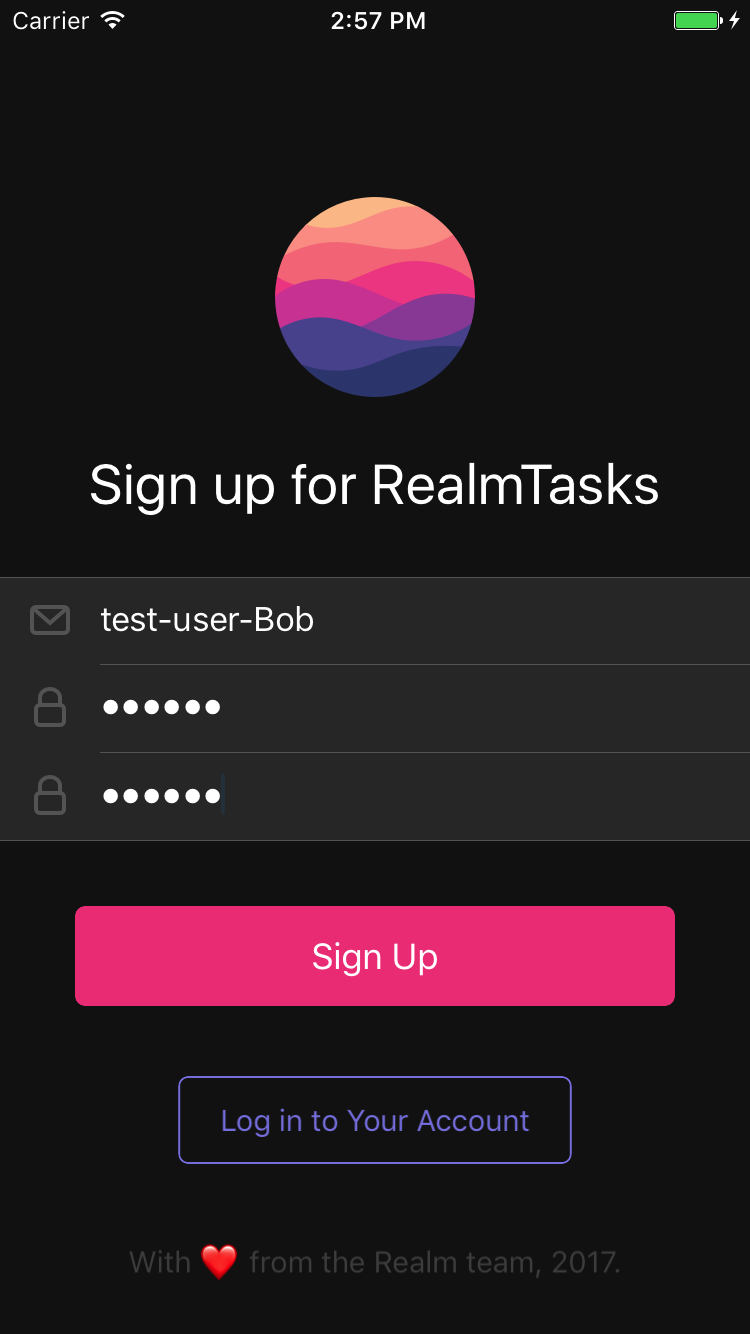 Carrier 2:57 PM
Sign up for RealmTasks
test-user-Bob
••••••
••••••
Sign Up
Log in to Your Account
With ❤️ from the Realm team, 2017.